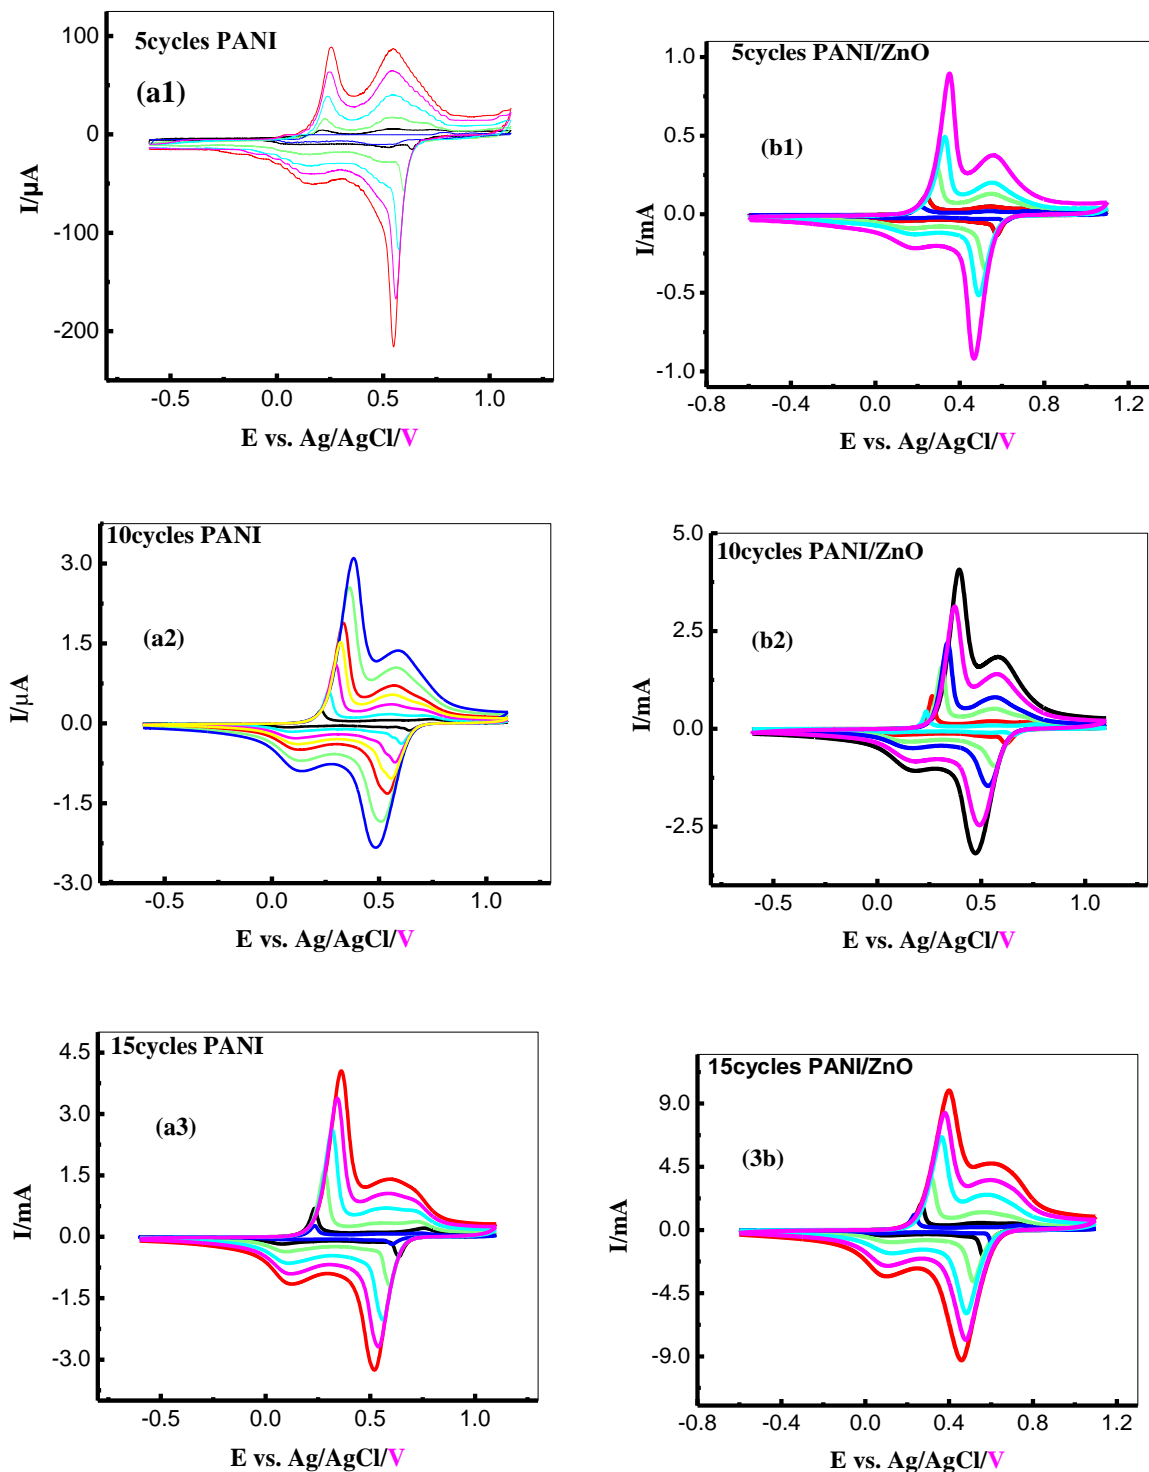 5cycles PANI
(a1)
100
0
-100
-200
I/µA
-0.5 0.0 0.5 1.0
E vs. Ag/AgCl/V
5cycles PANI/ZnO
(b1)
1.0
0.5
0.0
-0.5
-1.0
I/mA
-0.8 -0.4 0.0 0.4 0.8 1.2
E vs. Ag/AgCl/V
10cycles PANI
(a2)
3.0
1.5
0.0
-1.5
-3.0
I/µA
-0.5 0.0 0.5 1.0
E vs. Ag/AgCl/V
10cycles PANI/ZnO
(b2)
5.0
2.5
0.0
-2.5
I/mA
-0.5 0.0 0.5 1.0
E vs. Ag/AgCl/V
15cycles PANI
(a3)
4.5
3.0
1.5
0.0
-1.5
-3.0
I/mA
-0.5 0.0 0.5 1.0
E vs. Ag/AgCl/V
15cycles PANI/ZnO
(3b)
9.0
4.5
0.0
-4.5
-9.0
I/mA
-0.8 -0.4 0.0 0.4 0.8 1.2
E vs. Ag/AgCl/V